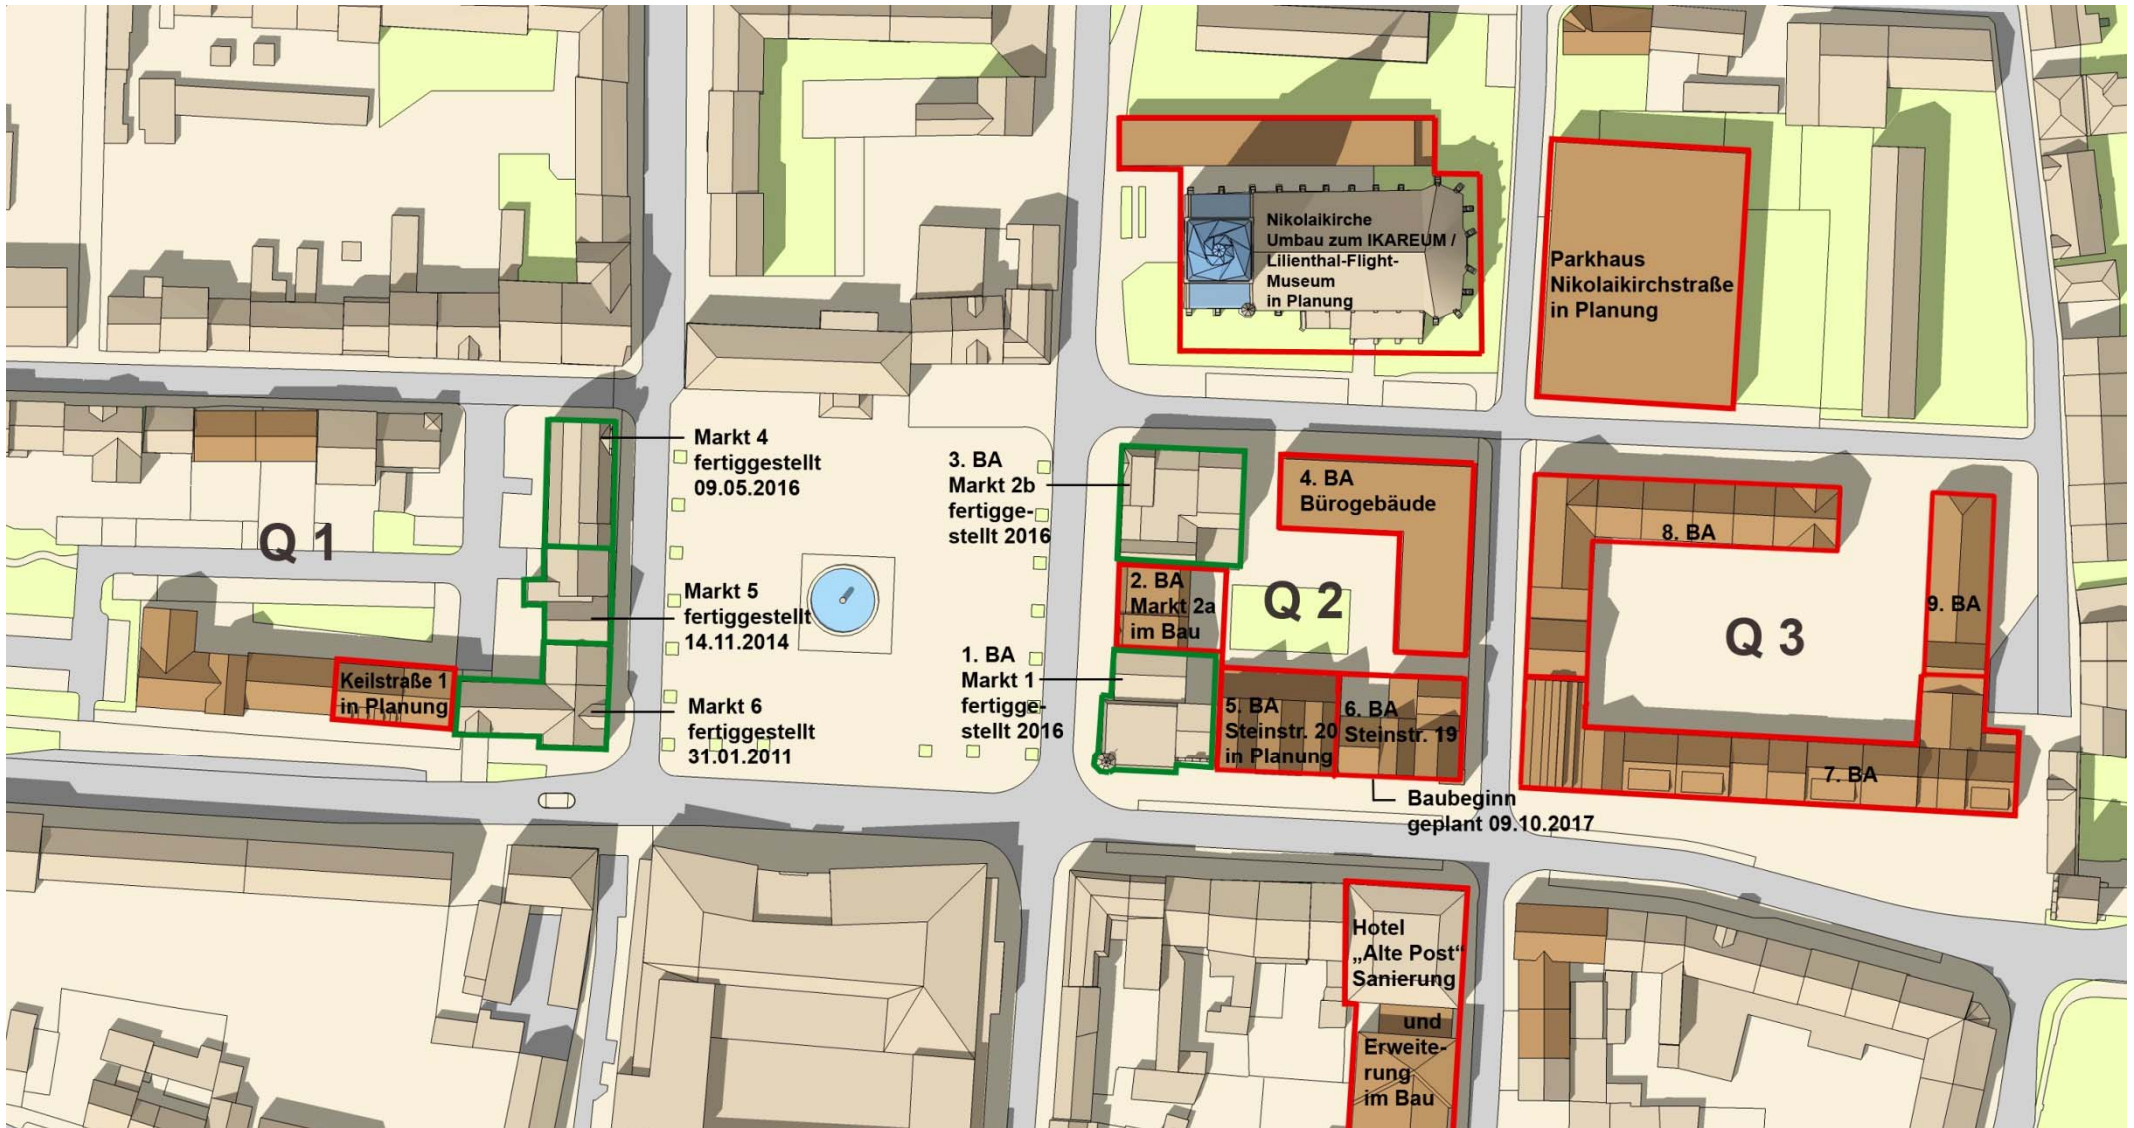 Nikolaikirche
Umbau zum IKAREUM /
Lilienthal-Flight-
Museum
in Planung
Parkhaus
Nikolaikirchstraße
in Planung
Markt 4
fertiggestellt
09.05.2016
3. BA
Markt 2b
fertigge-
stellt 2016
4. BA
Bürogebäude
8. BA
Q 1
Markt 5
fertiggestellt
14.11.2014
2. BA
Markt 2a
im Bau
Q 2
9. BA
Q 3
Keilstraße 1
in Planung
Markt 6
fertiggestellt
31.01.2011
1. BA
Markt 1
fertigge-
stellt 2016
5. BA
Steinstr. 20
in Planung
6. BA
Steinstr. 19
7. BA
Baubeginn
geplant 09.10.2017
Hotel
„Alte Post“
Sanierung
und
Erweite-
rung
im Bau